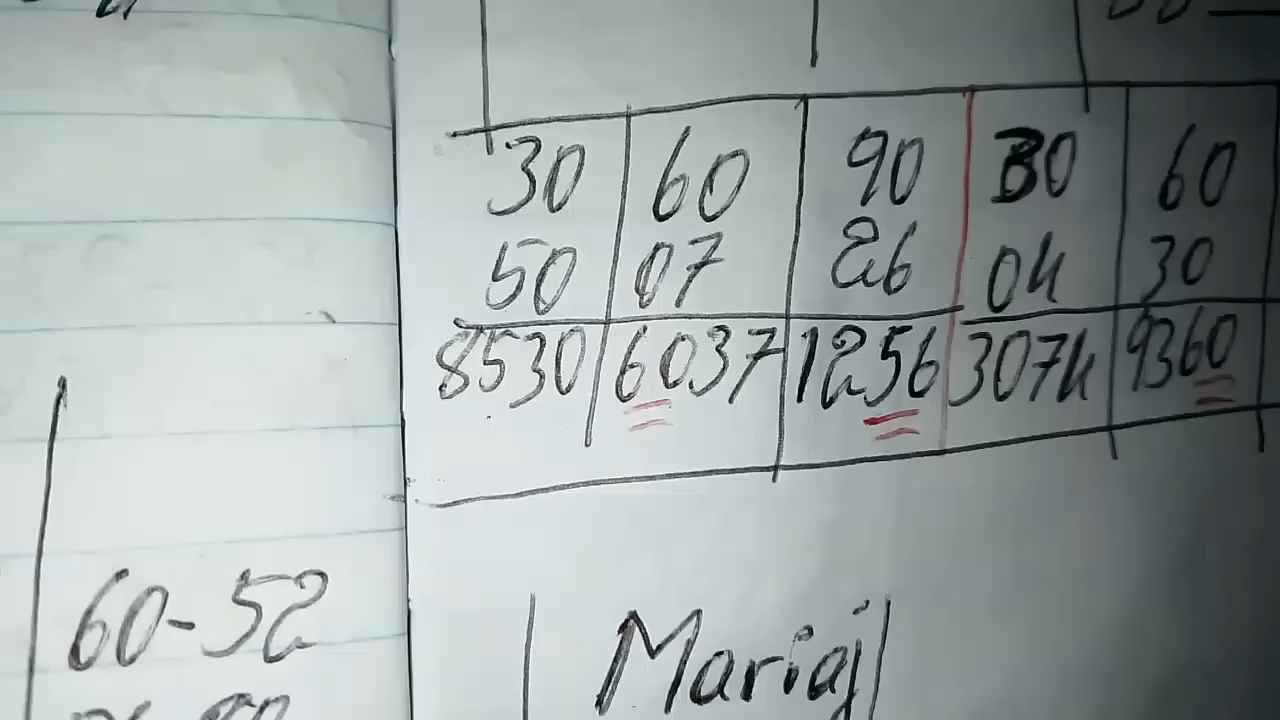 30 60 90 30 60
50 07 26 04 30
8530 6037 1256 3074 9360
60-52
Mariaj